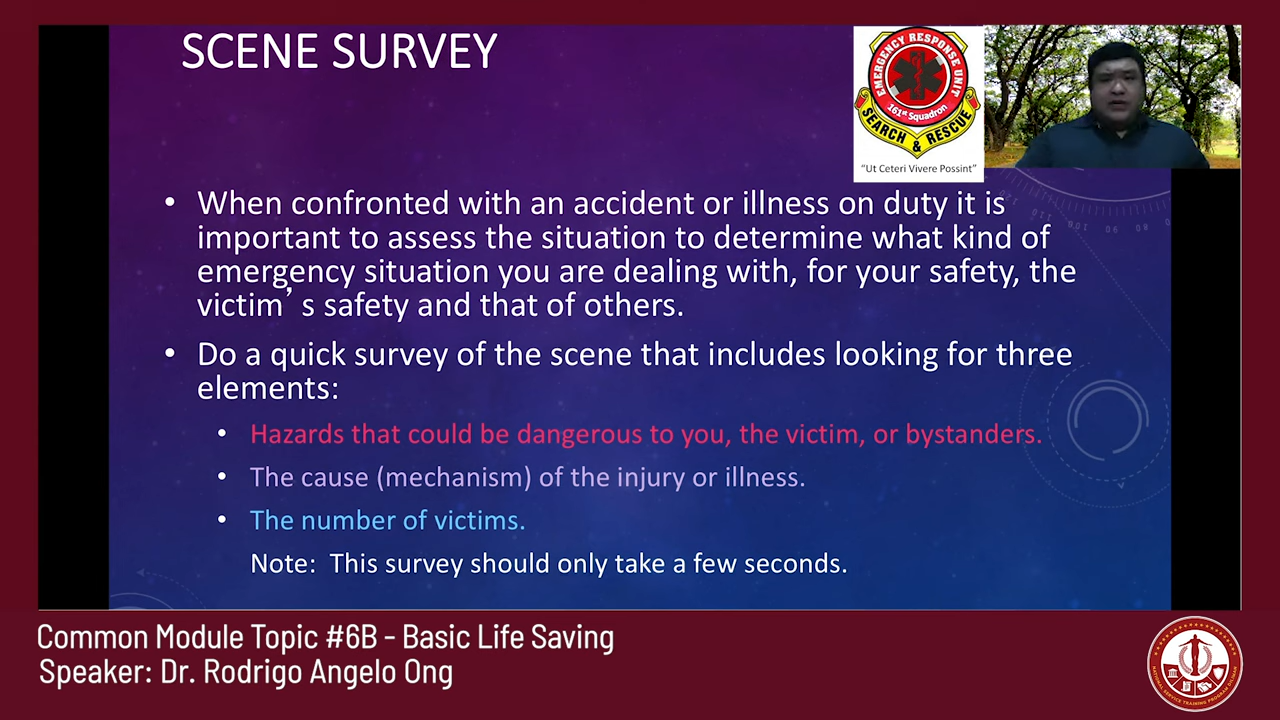 SCENE SURVEY
EMERGENCY RESPONSE UNIT
161st Squadron
SEARCH & RESCUE
“Ut Ceteri Vivere Possint”
• When confronted with an accident or illness on duty it is
important to assess the situation to determine what kind of
emergency situation you are dealing with, for your safety, the
victim’ s safety and that of others.
• Do a quick survey of the scene that includes looking for three
elements:
• Hazards that could be dangerous to you, the victim, or bystanders.
• The cause (mechanism) of the injury or illness.
• The number of victims.
Note: This survey should only take a few seconds.
Common Module Topic #6B - Basic Life Saving
Speaker: Dr. Rodrigo Angelo Ong
NATIONAL SERVICE TRAINING PROGRAM DILIMAN